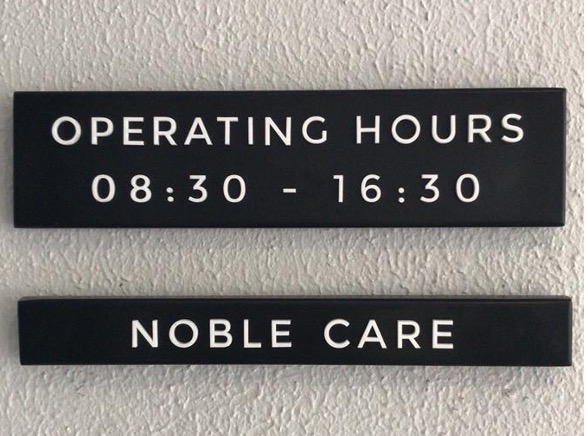 OPERATING HOURS
08:30 - 16:30
NOBLE CARE